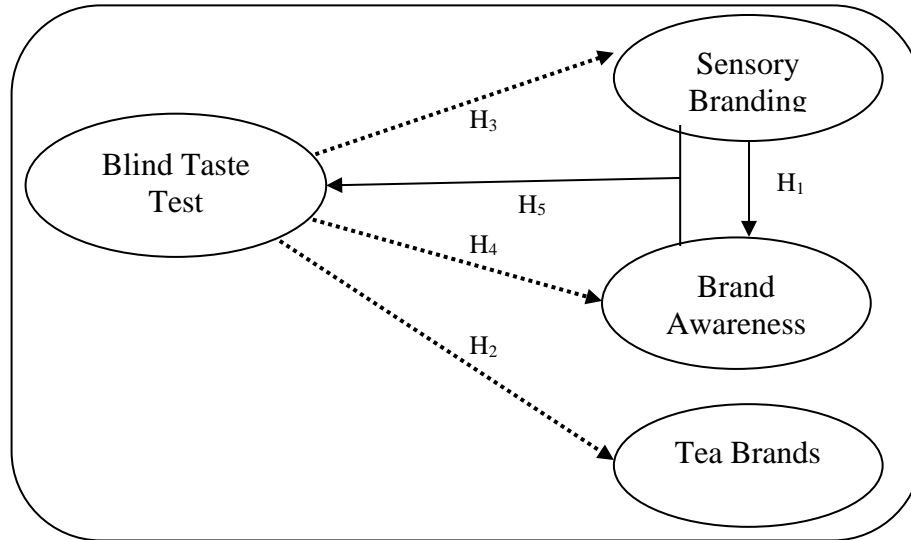 Sensory
Branding
H₃
Blind Taste
Test
H₁
H₅
H₄
Brand
Awareness
H₂
Tea Brands